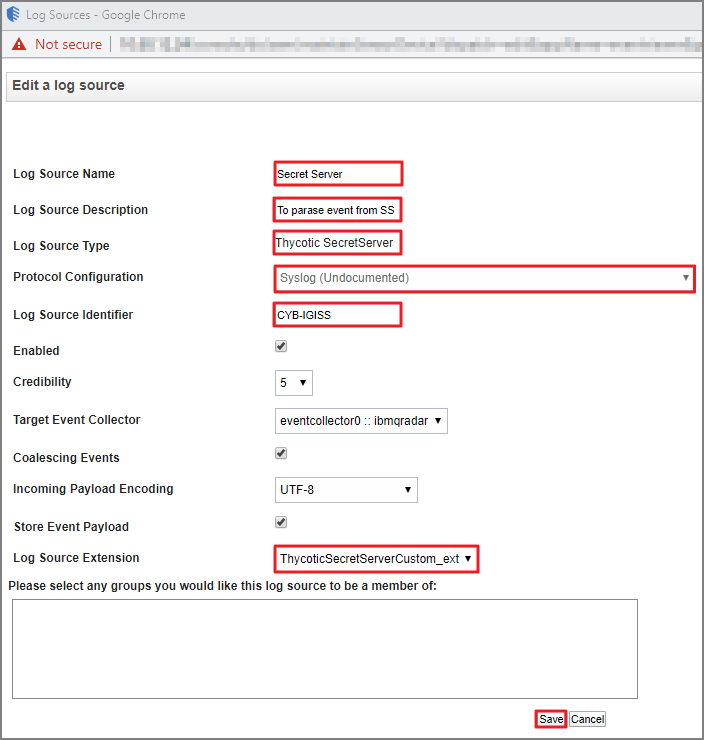 Log Sources - Google Chrome
Not secure
Edit a log source
Log Source Name Secret Server
Log Source Description To parase event from SS
Log Source Type Thycotic SecretServer
Protocol Configuration Syslog (Undocumented)
Log Source Identifier CYB-IGISS
Enabled
Credibility 5
Target Event Collector eventcollector0 :: ibmqradar
Coalescing Events
Incoming Payload Encoding UTF-8
Store Event Payload
Log Source Extension ThycoticSecretServerCustom_ext
Please select any groups you would like this log source to be a member of:
Save Cancel